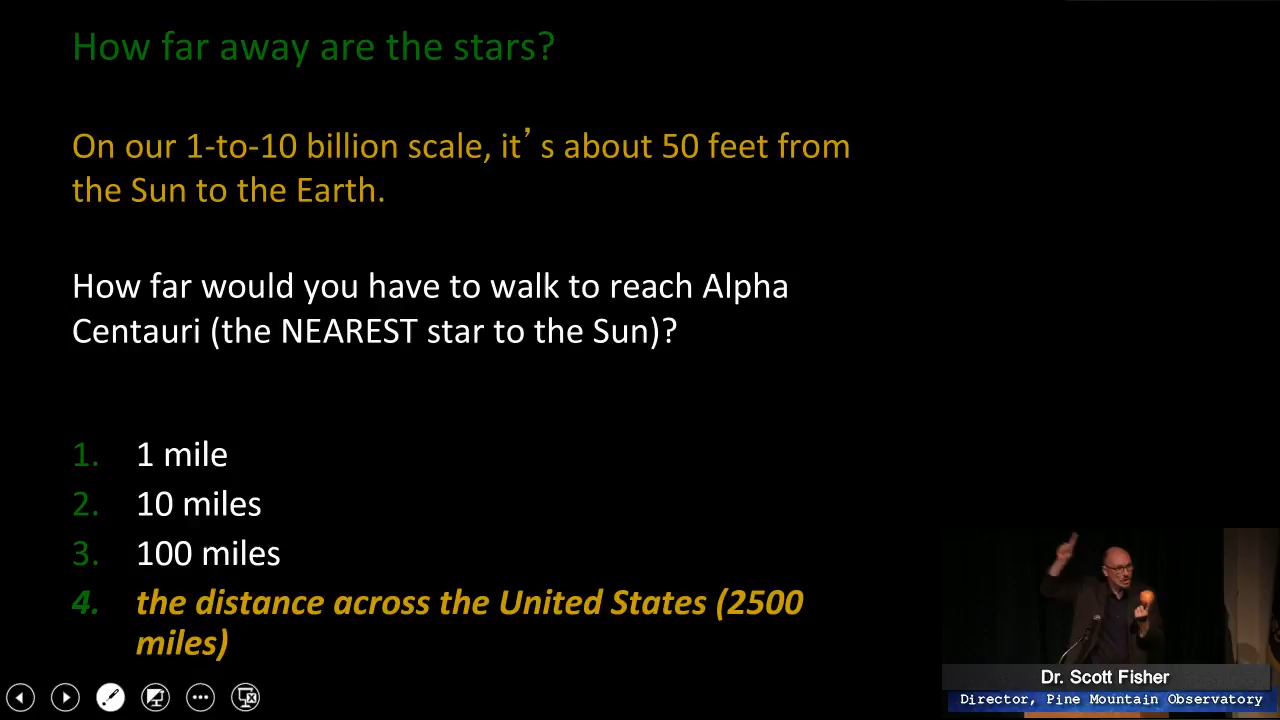 How far away are the stars?
On our 1-to-10 billion scale, it’s about 50 feet from
the Sun to the Earth.
How far would you have to walk to reach Alpha
Centauri (the NEAREST star to the Sun)?
1. 1 mile
2. 10 miles
3. 100 miles
4. the distance across the United States (2500
miles)
Dr. Scott Fisher
Director, Pine Mountain Observatory